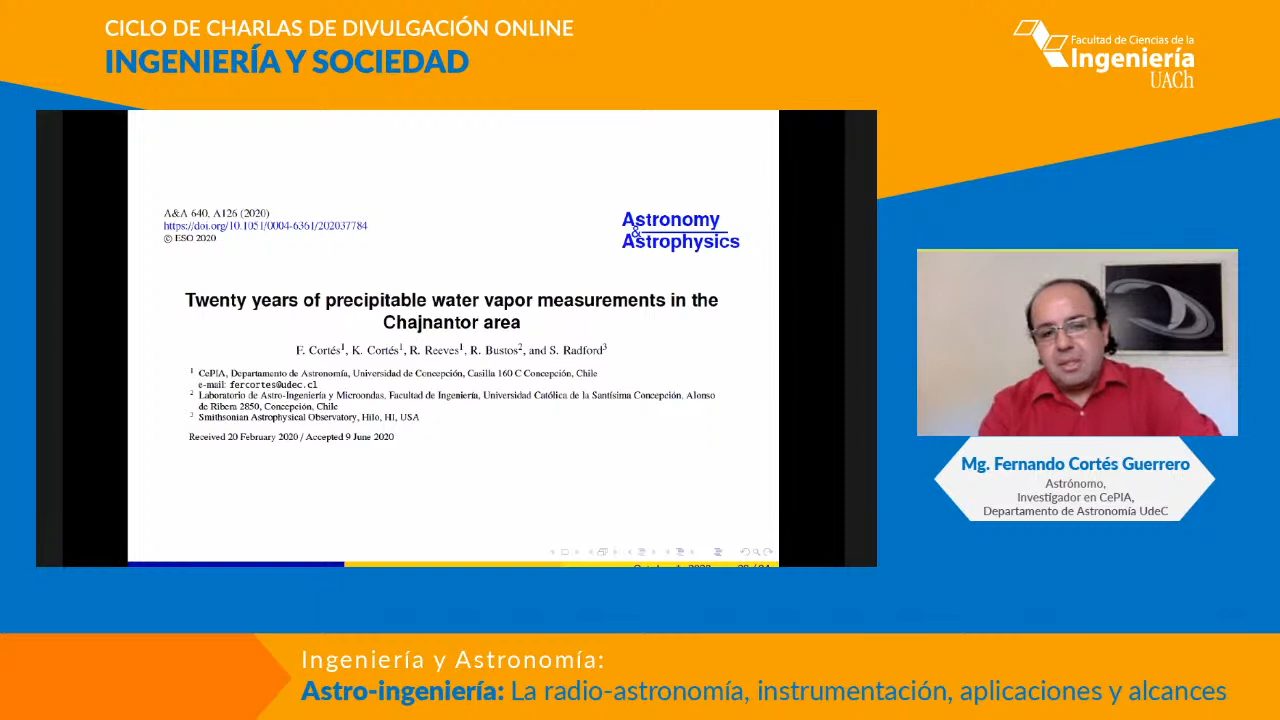 CICLO DE CHARLAS DE DIVULGACIÓN ONLINE
INGENIERÍA Y SOCIEDAD
Facultad de Ciencias de la
Ingeniería
UACh
A&A 640, A126 (2020)
https://doi.org/10.1051/0004-6361/202037784
© ESO 2020
Astronomy
&
Astrophysics
Twenty years of precipitable water vapor measurements in the
Chajnantor area
F. Cortés1, K. Cortés1, R. Reeves1, R. Bustos2, and S. Radford3
1 CePIA, Departamento de Astronomía, Universidad de Concepción, Casilla 160 C Concepción, Chile
e-mail: fercortes@udec.cl
2 Laboratorio de Astro-Ingeniería y Microondas, Facultad de Ingeniería, Universidad Católica de la Santísima Concepción, Alonso
de Ribera 2850, Concepción, Chile
3 Smithsonian Astrophysical Observatory, Hilo, HI, USA
Received 20 February 2020 / Accepted 9 June 2020
Mg. Fernando Cortés Guerrero
Astrónomo,
Investigador en CePIA,
Departamento de Astronomía UdeC
Ingeniería y Astronomía:
Astro-ingeniería: La radio-astronomía, instrumentación, aplicaciones y alcances